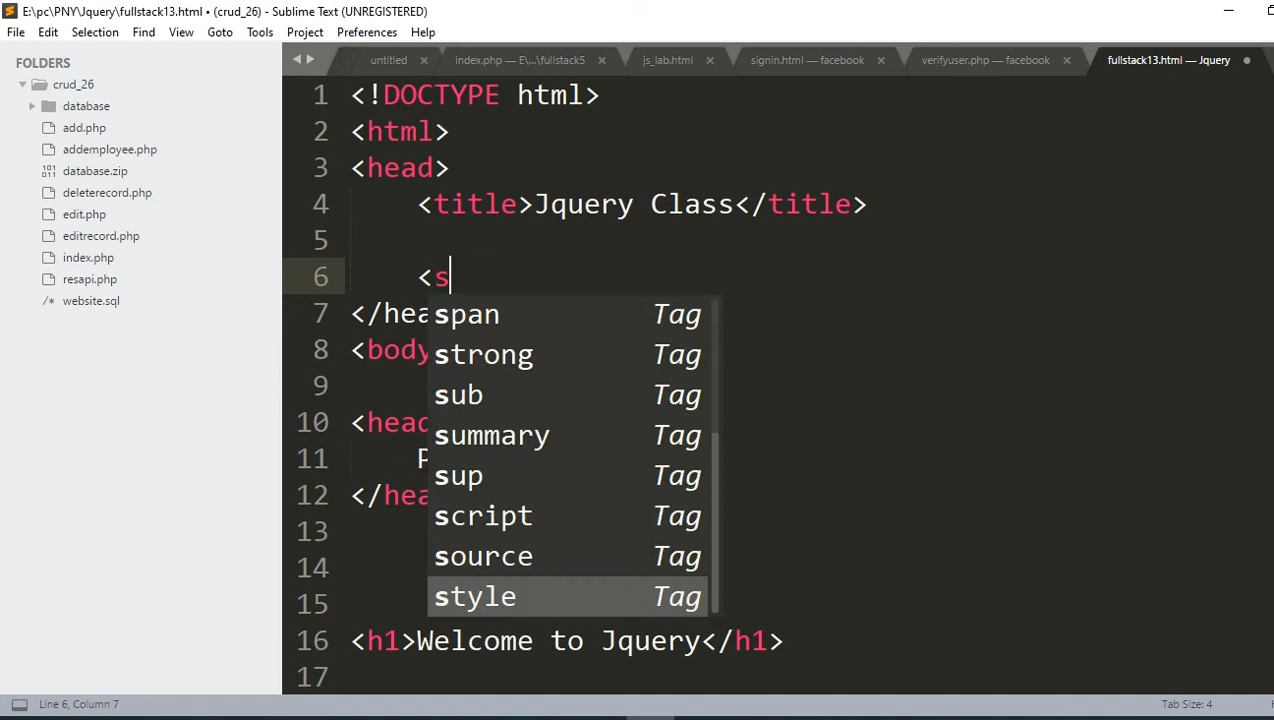 E:\pc\PNY\Jquery\fullstack13.html • (crud_26) - Sublime Text (UNREGISTERED)
File Edit Selection Find View Goto Tools Project Preferences Help
FOLDERS
crud_26
database
add.php
addemployee.php
database.zip
deleterecord.php
edit.php
editrecord.php
index.php
resapi.php
website.sql
untitled
index.php — E\...\fullstack5
js_lab.html
signin.html — facebook
verifyuser.php — facebook
fullstack13.html — Jquery
1 <!DOCTYPE html>
2 <html>
3 <head>
4 <title>Jquery Class</title>
5
6 <s
7 </hea
8 <body
9
10 <head
11 P
12 </hea
13
14
15
16 <h1>Welcome to Jquery</h1>
17
span Tag
strong Tag
sub Tag
summary Tag
sup Tag
script Tag
source Tag
style Tag
Line 6, Column 7
Tab Size: 4